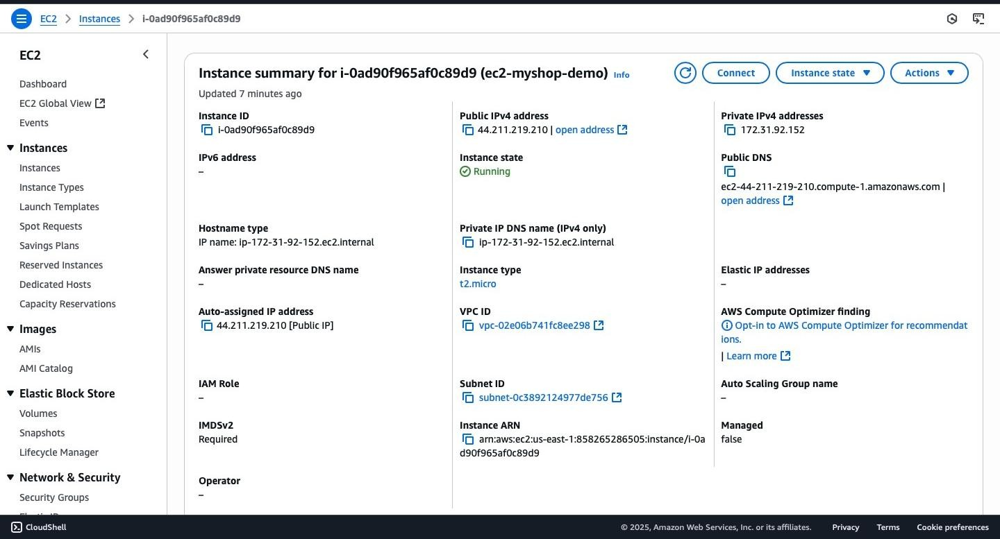 EC2 > Instances > i-0ad90f965af0c89d9
EC2
Dashboard
EC2 Global View
Events
Instances
Instances
Instance Types
Launch Templates
Spot Requests
Savings Plans
Reserved Instances
Dedicated Hosts
Capacity Reservations
Images
AMIs
AMI Catalog
Elastic Block Store
Volumes
Snapshots
Lifecycle Manager
Network & Security
Security Groups
Instance summary for i-0ad90f965af0c89d9 (ec2-myshop-demo) Info
Connect
Instance state
Actions
Updated 7 minutes ago
Instance ID
i-0ad90f965af0c89d9
Public IPv4 address
44.211.219.210 | open address
Private IPv4 addresses
172.31.92.152
IPv6 address
–
Instance state
Running
Public DNS
ec2-44-211-219-210.compute-1.amazonaws.com |
open address
Hostname type
IP name: ip-172-31-92-152.ec2.internal
Private IP DNS name (IPv4 only)
ip-172-31-92-152.ec2.internal
Answer private resource DNS name
–
Instance type
t2.micro
Elastic IP addresses
–
Auto-assigned IP address
44.211.219.210 [Public IP]
VPC ID
vpc-02e06b741fc8ee298
AWS Compute Optimizer finding
Opt-in to AWS Compute Optimizer for recommendat
ions.
| Learn more
IAM Role
–
Subnet ID
subnet-0c3892124977de756
Auto Scaling Group name
–
IMDSv2
Required
Instance ARN
arn:aws:ec2:us-east-1:858265286505:instance/i-0a
d90f965af0c89d9
Managed
false
Operator
–
CloudShell
© 2025, Amazon Web Services, Inc. or its affiliates.
Privacy
Terms
Cookie preferences